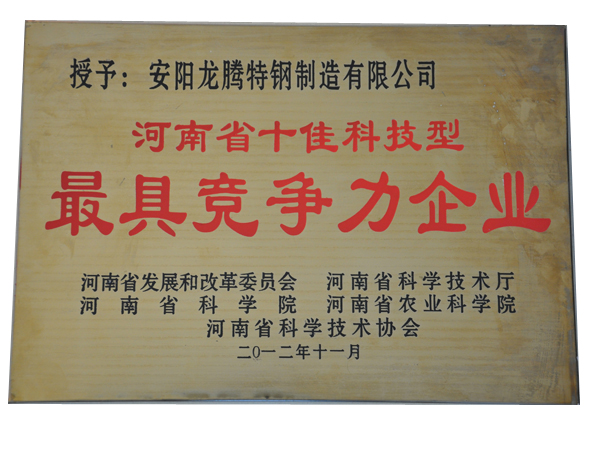 授予：安阳龙腾特钢制造有限公司
河南省十佳科技型
最具竞争力企业
河南省发展和改革委员会 河南省科学技术厅
河南省科学院 河南省农业科学院
河南省科学技术协会
二〇一二年十一月